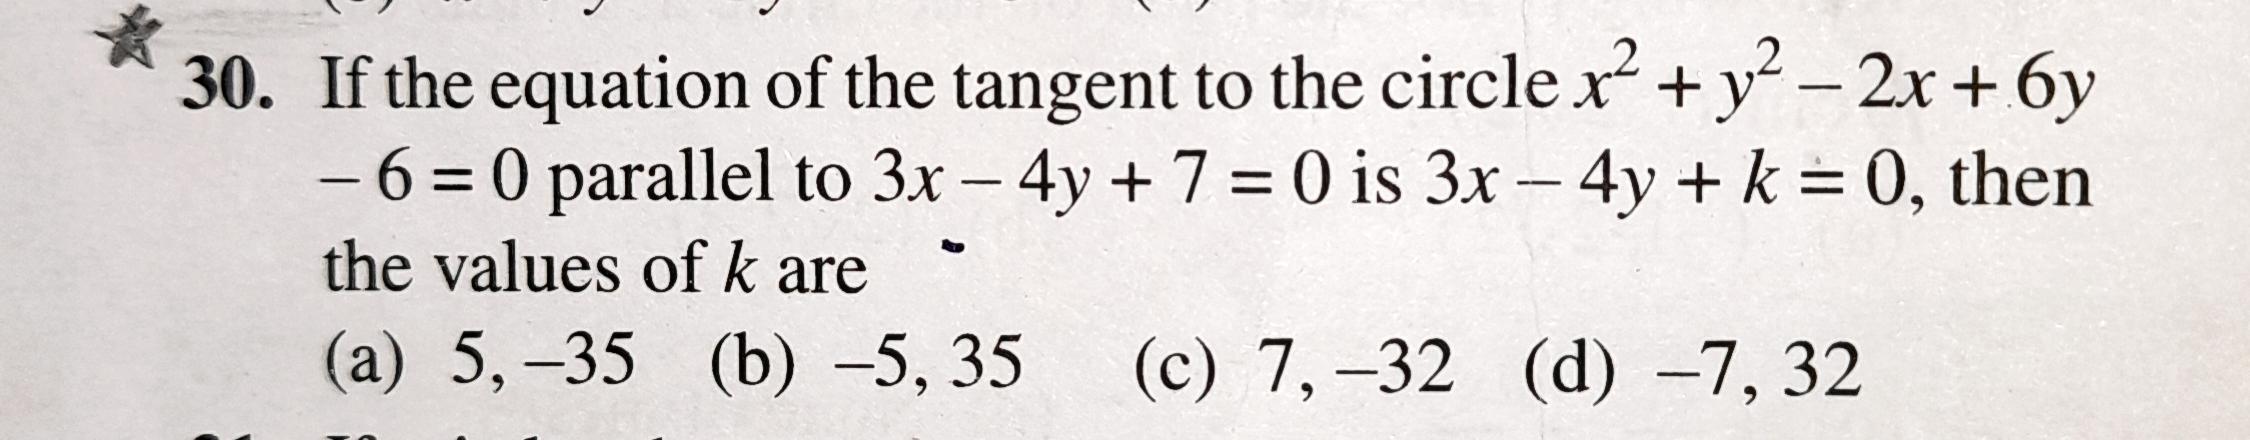 30. If the equation of the tangent to the circle x² + y² – 2x + 6y
– 6 = 0 parallel to 3x – 4y + 7 = 0 is 3x – 4y + k = 0, then
the values of k are
(a) 5, –35 (b) –5, 35 (c) 7, –32 (d) –7, 32